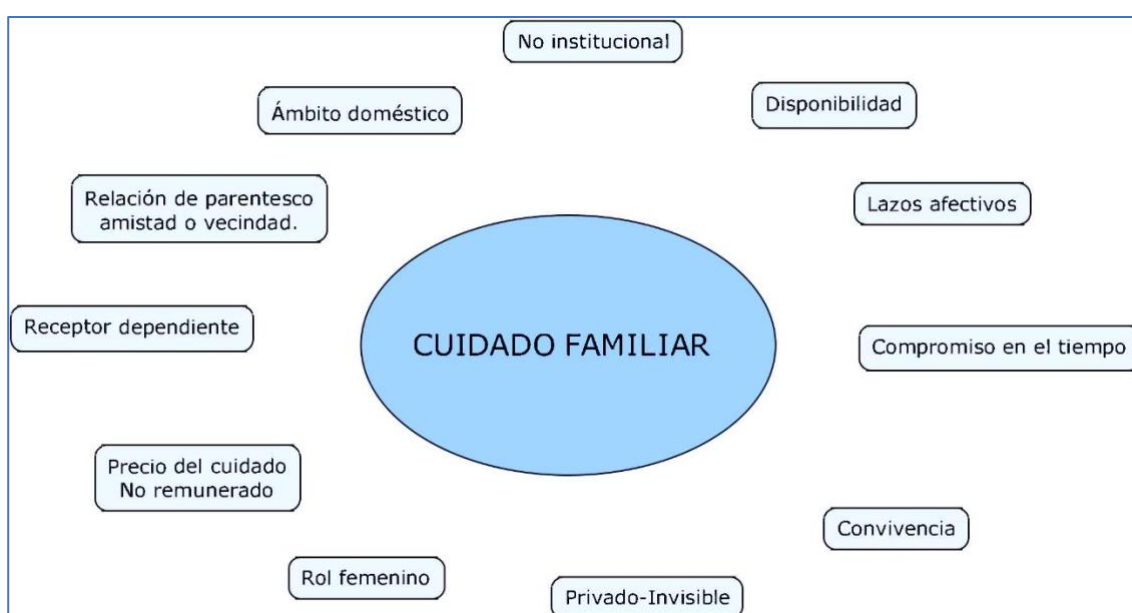 No institucional
Disponibilidad
Ámbito doméstico
Relación de parentesco
amistad o vecindad.
Lazos afectivos
Receptor dependiente
CUIDADO FAMILIAR
Compromiso en el tiempo
Precio del cuidado
No remunerado
Convivencia
Rol femenino
Privado-Invisible